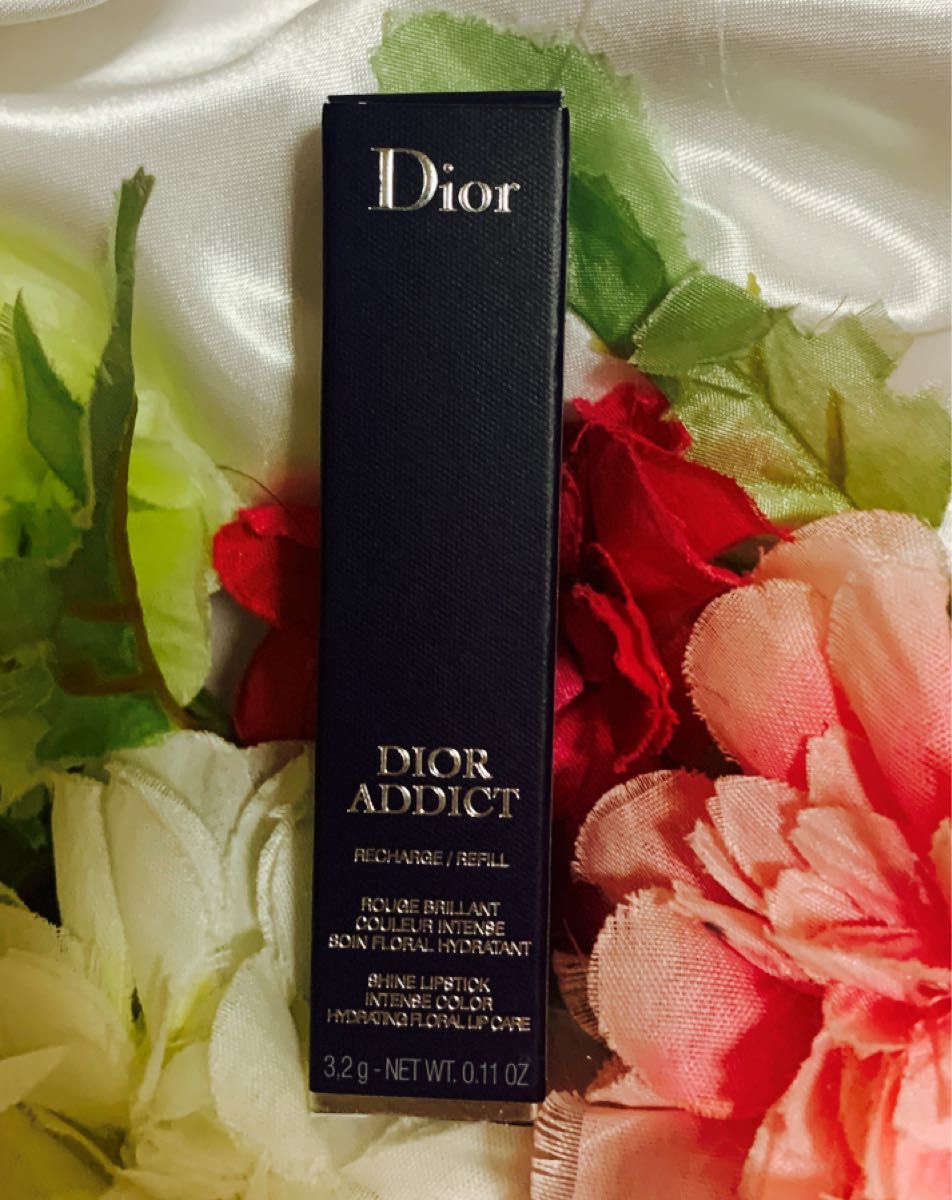 Dior
DIOR
ADDICT
RECHARGE / REFILL
ROUGE BRILLANT
COULEUR INTENSE
SOIN FLORAL HYDRATANT
SHINE LIPSTICK
INTENSE COLOR
HYDRATING FLORAL LIP CARE
3,2 g - NET WT. 0.11 OZ